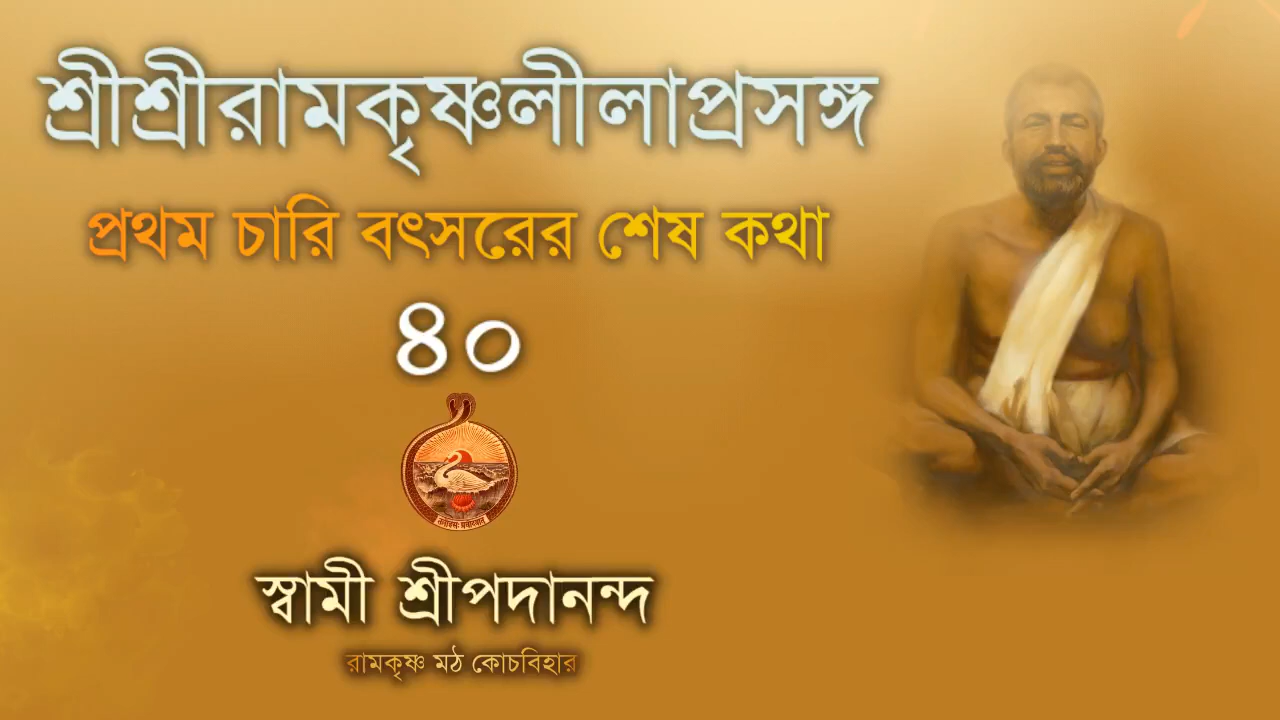 শ্রীশ্রীরামকৃষ্ণলীলাপ্রসঙ্গ
প্রথম চারি বৎসরের শেষ কথা
৪০
স্বামী শ্রীপদানন্দ
রামকৃষ্ণ মঠ কোচবিহার